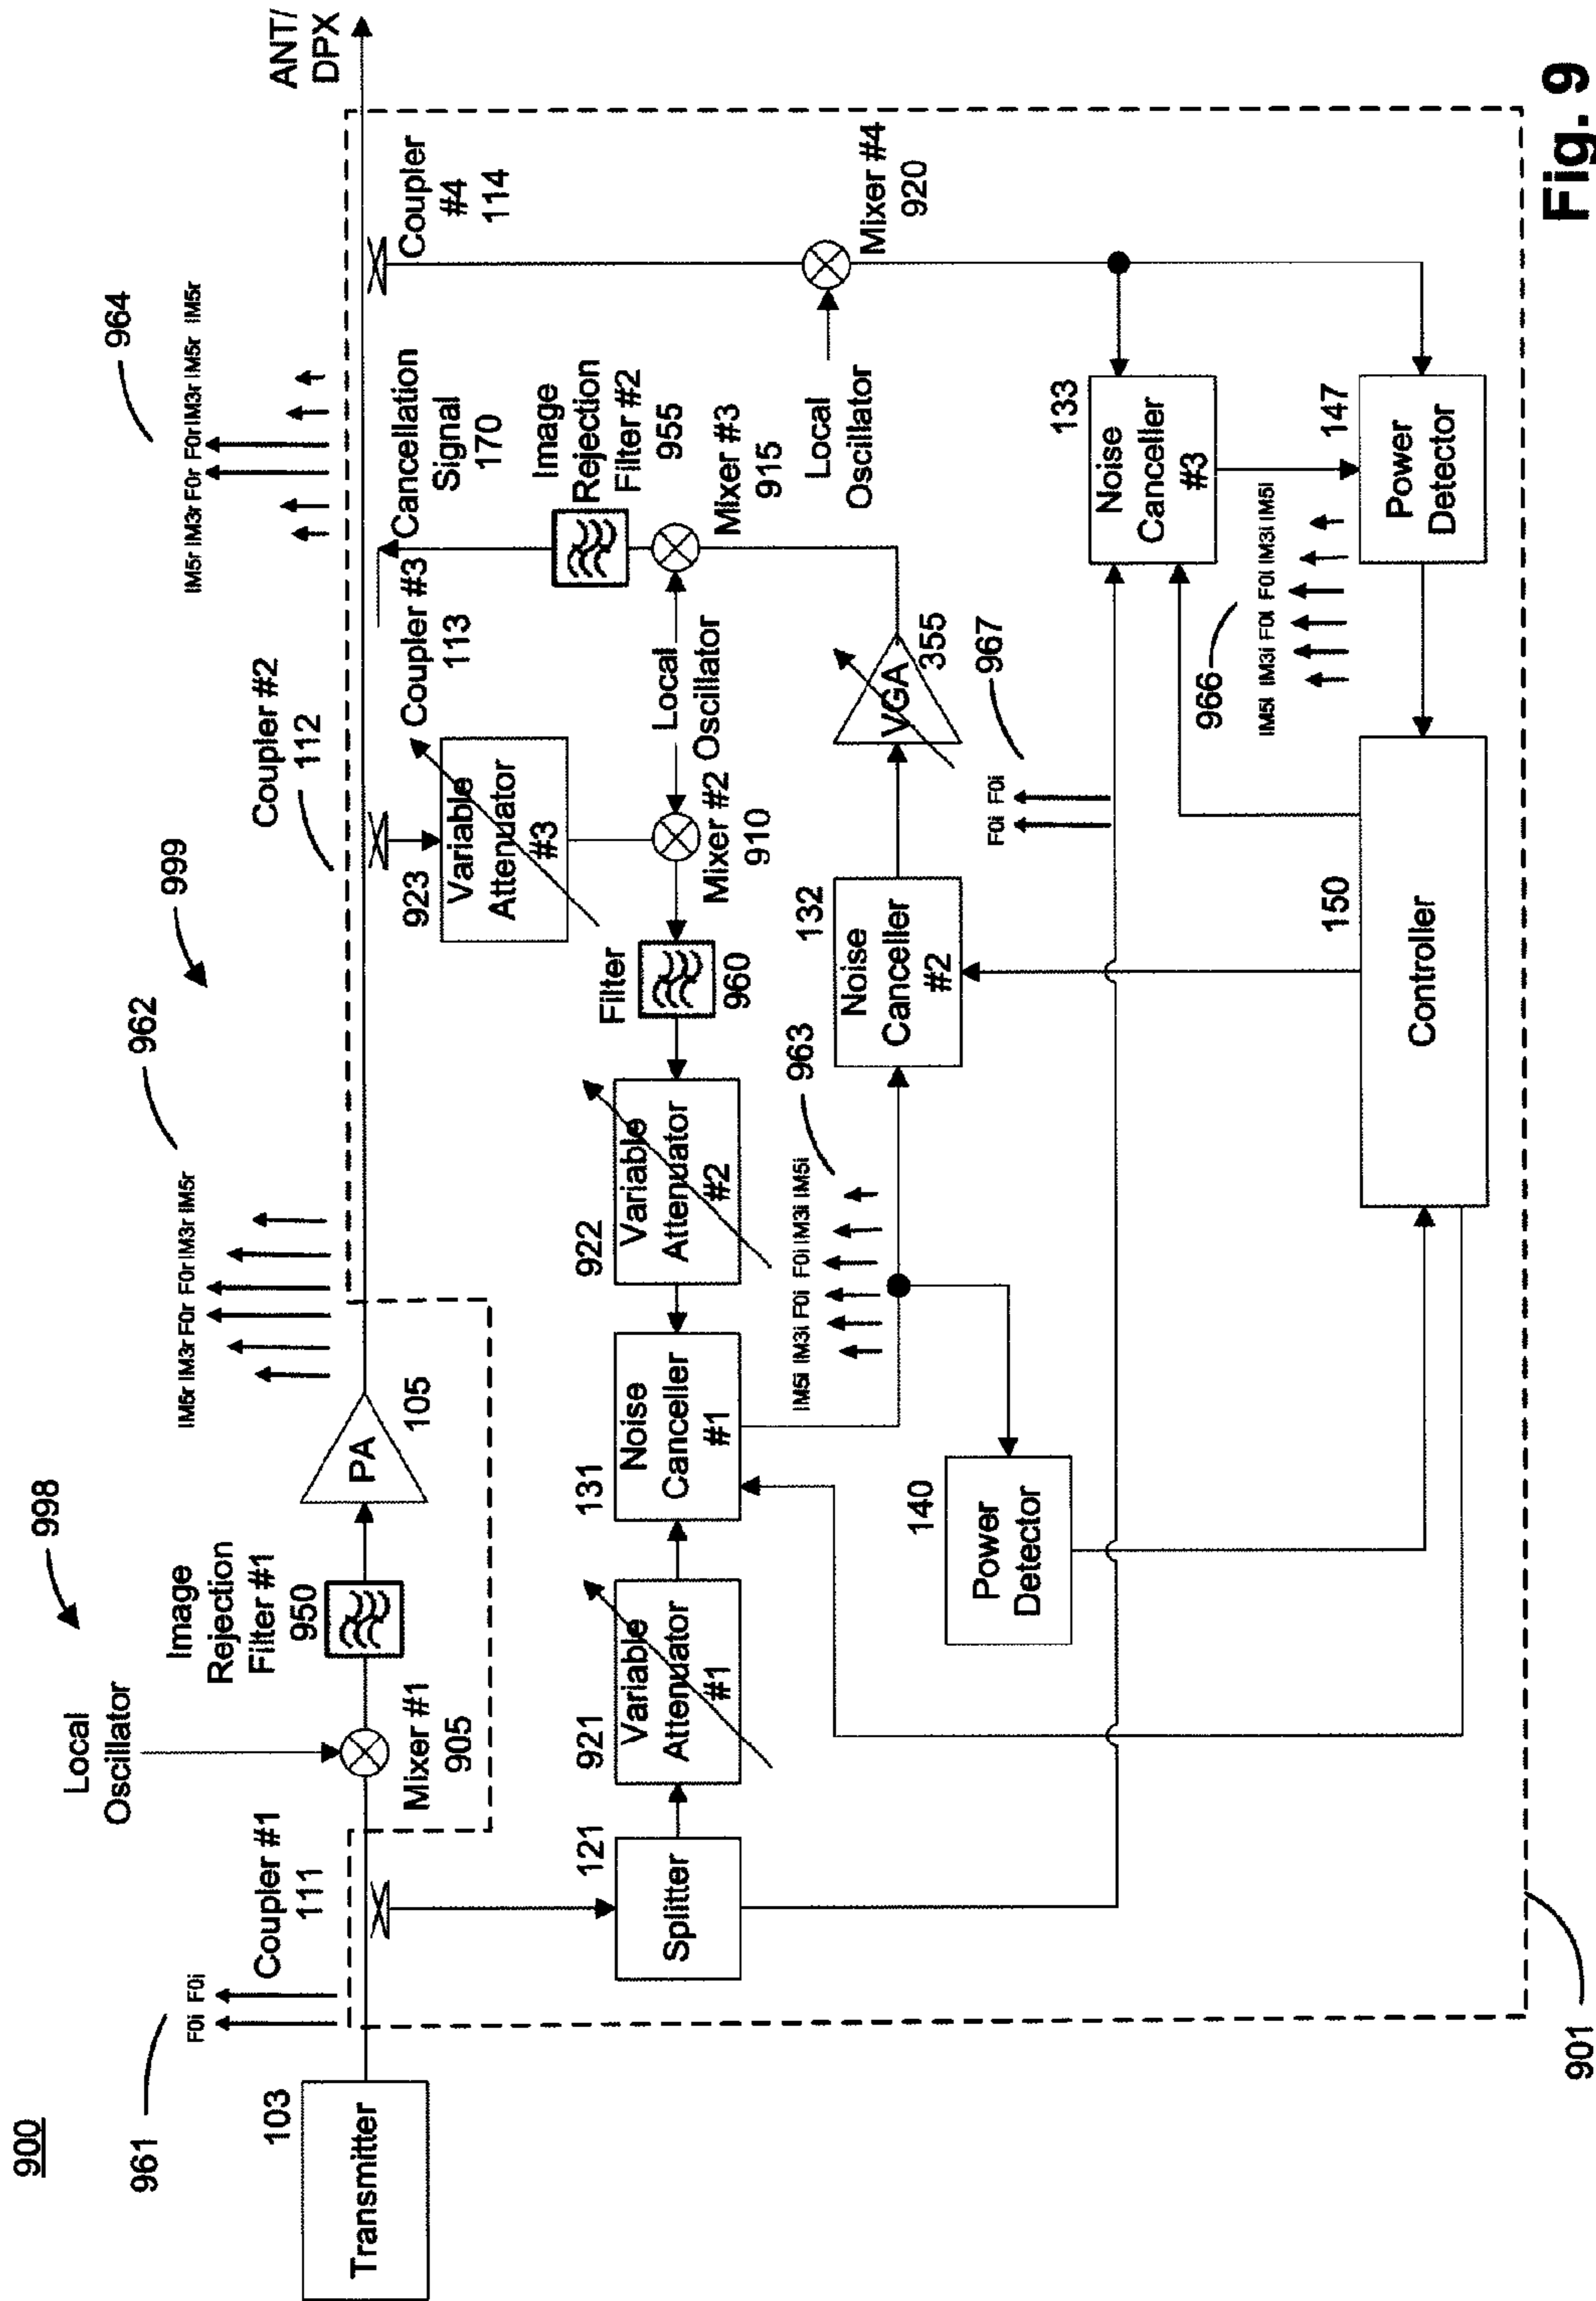 900
961
F0i F0i
Transmitter
103
Coupler #1
111
Local
Oscillator
998
Mixer #1
905
Image
Rejection
Filter #1
950
PA
105
962
IM5r IM3r F0r F0r IM3r IM5r
999
Coupler #2
112
964
IM5r IM3r F0r F0r IM3r IM5r
ANT/
DPX
Splitter
121
921
Variable
Attenuator
#1
131
Noise
Canceller
#1
922
Variable
Attenuator
#2
Filter
960
923
Variable
Attenuator
#3
Mixer #2
910
Local
Oscillator
Coupler #3
113
Cancellation
Signal
170
Image
Rejection
Filter #2
955
Mixer #3
915
Coupler
#4
114
Local
Oscillator
Mixer #4
920
IM5i IM3i F0i F0i IM3i IM5i
963
132
Noise
Canceller
#2
VGA
355
967
F0i F0i
140
Power
Detector
133
Noise
Canceller
#3
966
IM5i IM3i F0i F0i IM3i IM5i
147
Power
Detector
150
Controller
901
Fig. 9